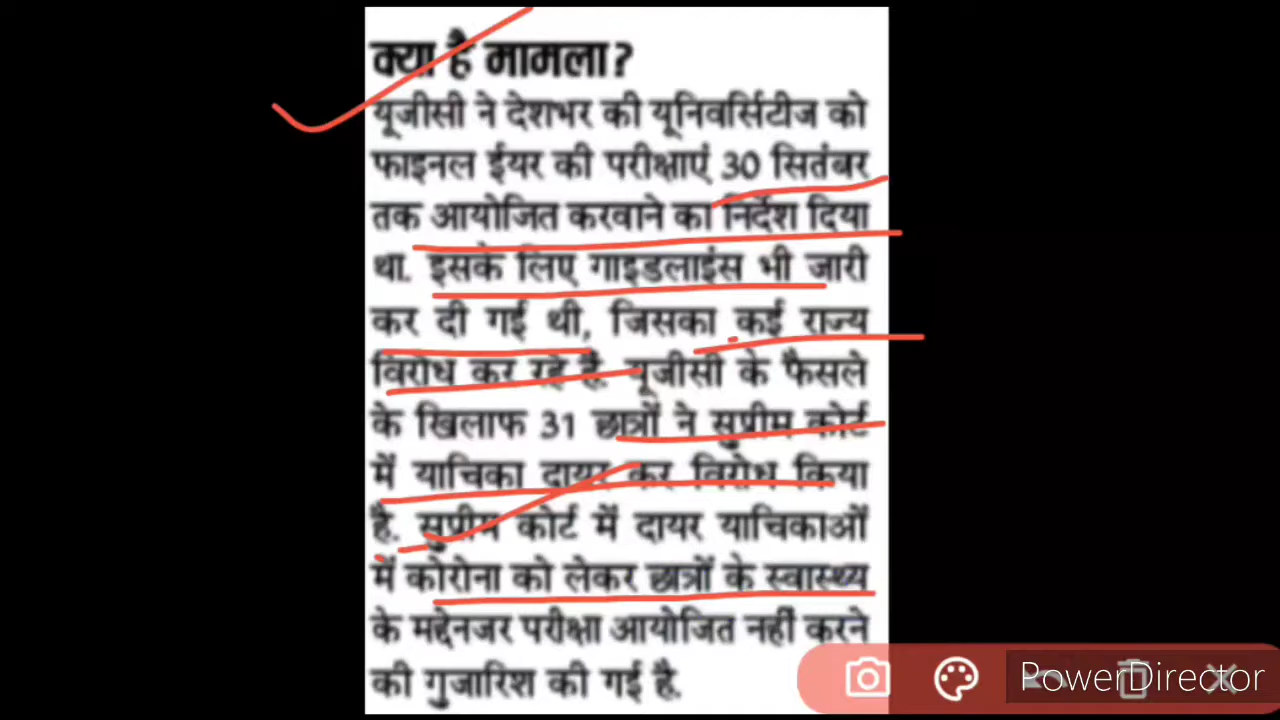 क्या है मामला?
यूजीसी ने देशभर की यूनिवर्सिटीज को
फाइनल ईयर की परीक्षाएं 30 सितंबर
तक आयोजित करवाने का निर्देश दिया
था. इसके लिए गाइडलाईंस भी जारी
कर दी गई थी, जिसका कई राज्य
विरोध कर रहे हैं. यूजीसी के फैसले
के खिलाफ 31 छात्रों ने सुप्रीम कोर्ट
में याचिका दायर कर विरोध किया
है. सुप्रीम कोर्ट में दायर याचिकाओं
में कोरोना को लेकर छात्रों के स्वास्थ्य
के मद्देनजर परीक्षा आयोजित नहीं करने
की गुजारिश की गई है.
PowerDirector